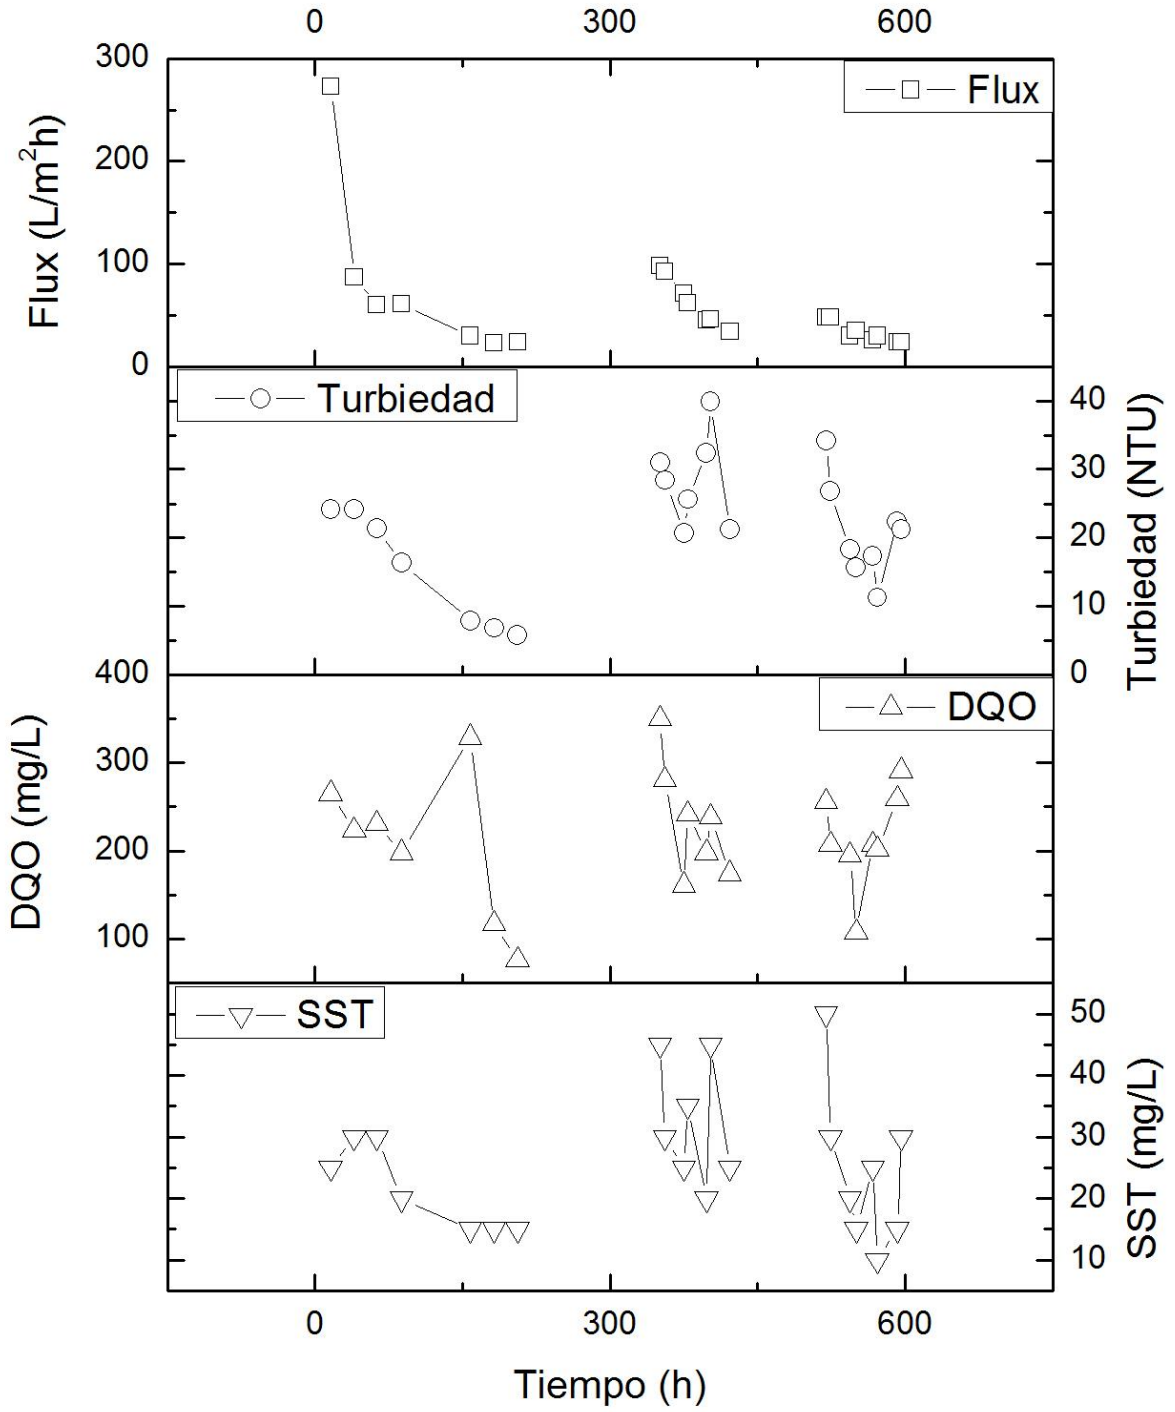 0 300 600
300
200
100
0
Flux (L/m²h)
Flux
Turbiedad
40
30
20
10
0
Turbiedad (NTU)
400
300
200
100
DQO (mg/L)
DQO
SST
50
40
30
20
10
SST (mg/L)
0 300 600
Tiempo (h)